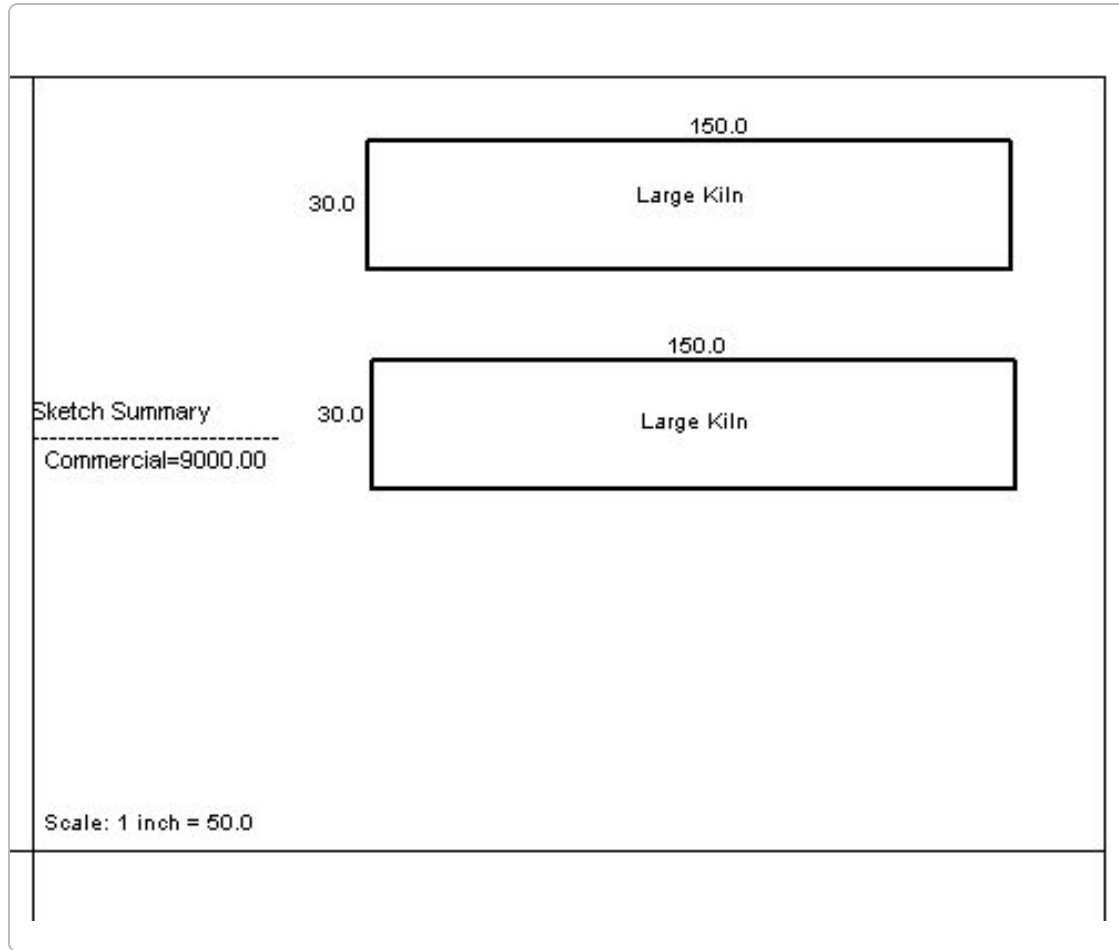 150.0
30.0
Large Kiln
150.0
30.0
Large Kiln
Sketch Summary
---------------------------
Commercial=9000.00
Scale: 1 inch = 50.0